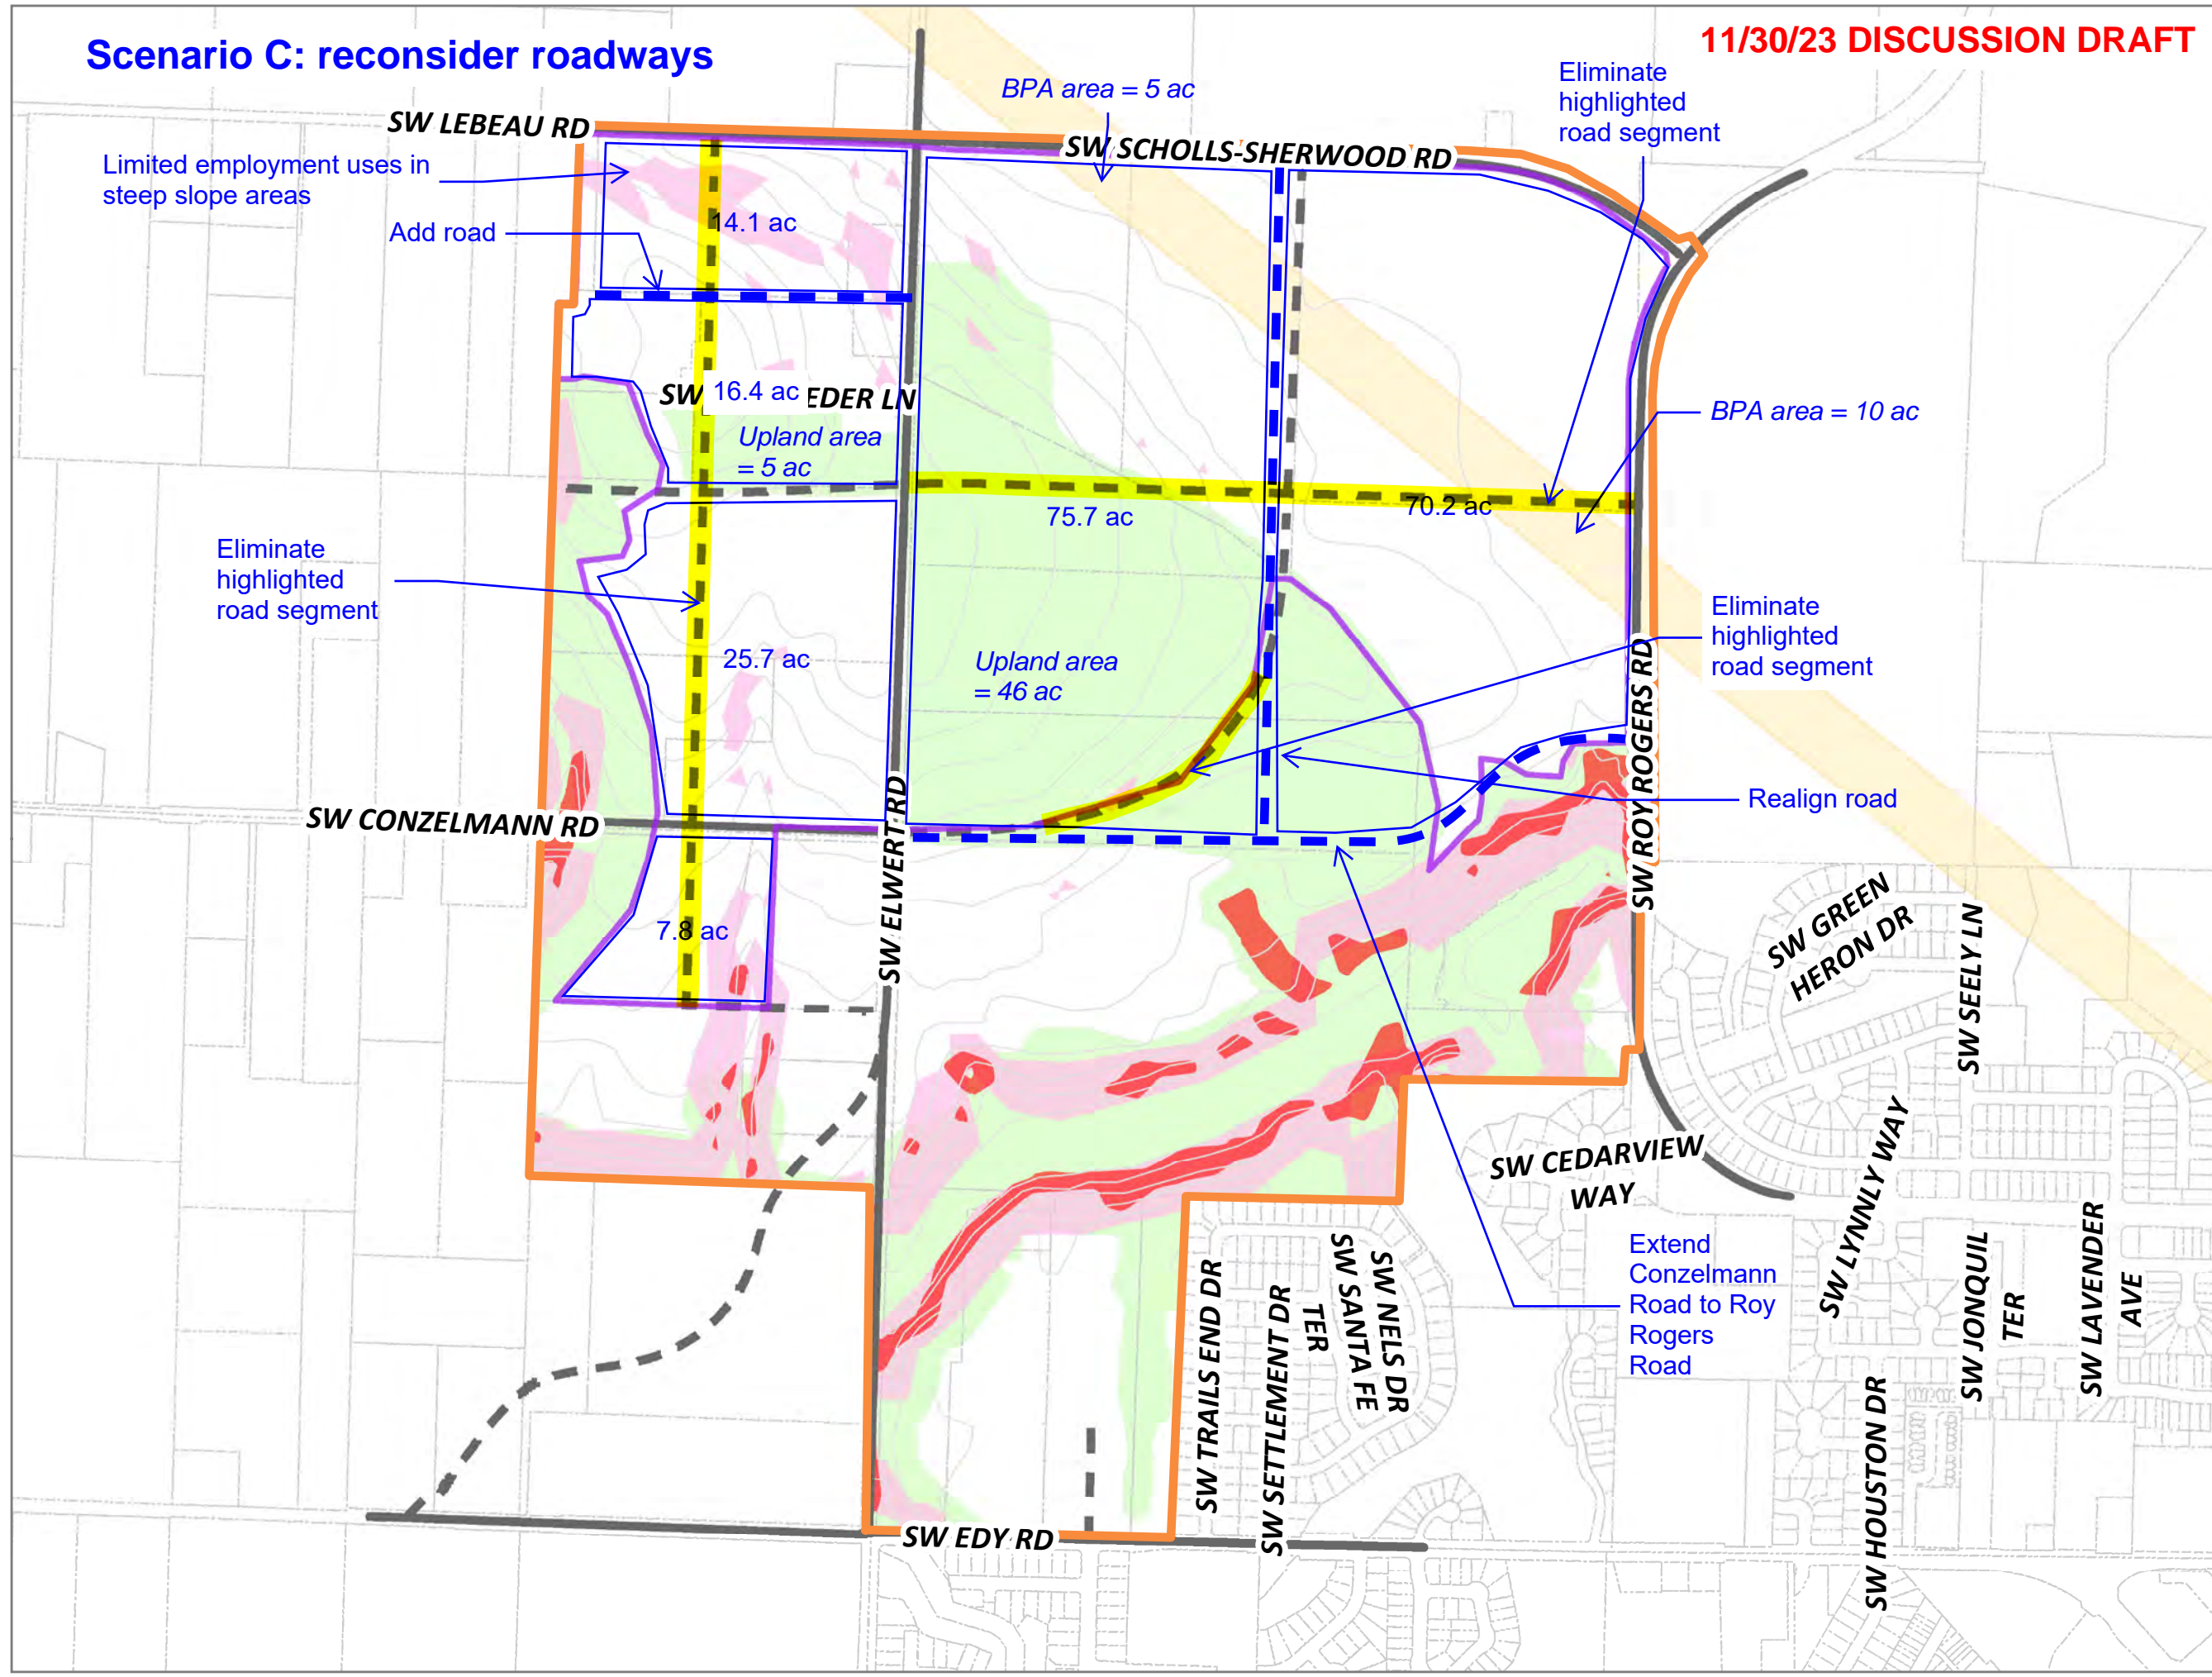 Scenario C: reconsider roadways
11/30/23 DISCUSSION DRAFT
BPA area = 5 ac
Eliminate
highlighted
road segment
SW LEBEAU RD
SW SCHOLLS-SHERWOOD RD
Limited employment uses in
steep slope areas
Add road
14.1 ac
SW
16.4 ac
EDER LN
Upland area
= 5 ac
BPA area = 10 ac
75.7 ac
70.2 ac
Eliminate
highlighted
road segment
Eliminate
highlighted
road segment
25.7 ac
Upland area
= 46 ac
SW ROY ROGERS RD
Realign road
SW CONZELMANN RD
SW ELWERT RD
7.8 ac
SW GREEN
HERON DR
SW SEELY LN
SW CEDARVIEW
WAY
SW LYNNLY WAY
Extend
Conzelmann
Road to Roy
Rogers
Road
SW TRAILS END DR
SW SETTLEMENT DR
SW SANTA FE
TER
SW NELS DR
SW JONQUIL
TER
SW LAVENDER
AVE
SW HOUSTON DR
SW EDY RD